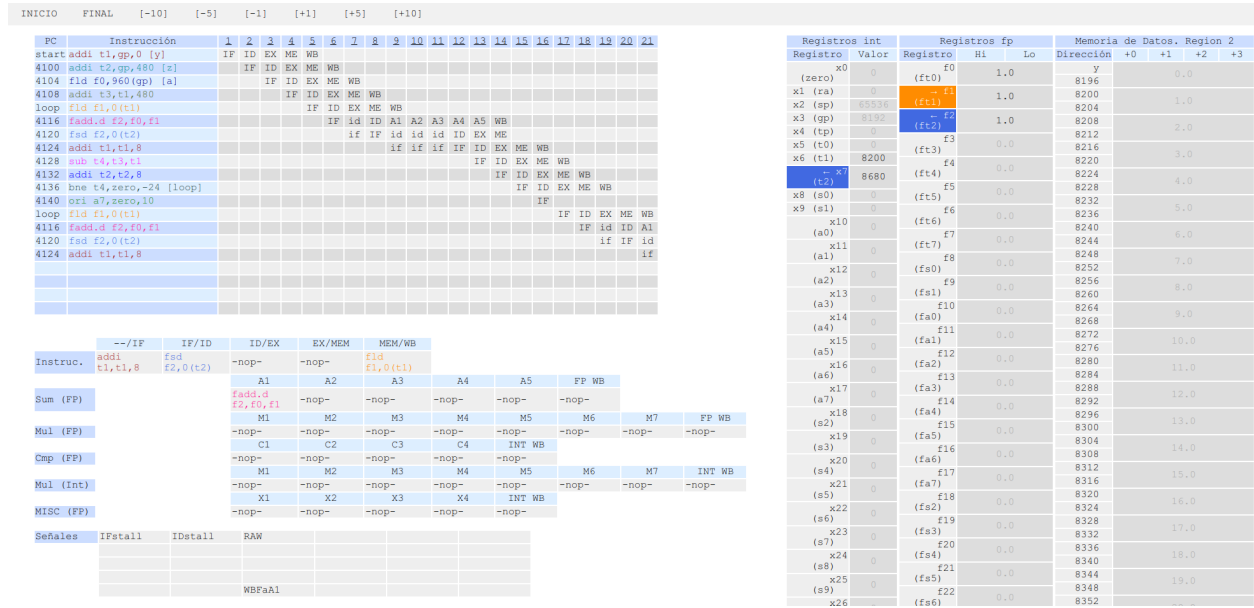 INICIO FINAL [-10] [-5] [-1] [+1] [+5] [+10]
PC Instrucción 1 2 3 4 5 6 7 8 9 10 11 12 13 14 15 16 17 18 19 20 21
start addi t1,gp,0 [y] IF ID EX ME WB
4100 addi t2,gp,480 [z] IF ID EX ME WB
4104 fld f0,960(gp) [a] IF ID EX ME WB
4108 addi t3,t1,480 IF ID EX ME WB
loop fld f1,0(t1) IF ID EX ME WB
4116 fadd.d f2,f0,f1 IF id ID A1 A2 A3 A4 A5 WB
4120 fsd f2,0(t2) if IF id id id ID EX ME
4124 addi t1,t1,8 if if if IF ID EX ME WB
4128 sub t4,t3,t1 IF ID EX ME WB
4132 addi t2,t2,8 IF ID EX ME WB
4136 bne t4,zero,-24 [loop] IF ID EX ME WB
4140 ori a7,zero,10 IF
loop fld f1,0(t1) IF ID EX ME WB
4116 fadd.d f2,f0,f1 IF id ID A1
4120 fsd f2,0(t2) if IF id
4124 addi t1,t1,8 if
--/IF IF/ID ID/EX EX/MEM MEM/WB
Instruc. addi t1,t1,8 fsd f2,0(t2) -nop- -nop- fld f1,0(t1)
A1 A2 A3 A4 A5 FP WB
Sum (FP) fadd.d f2,f0,f1 -nop- -nop- -nop- -nop- -nop-
M1 M2 M3 M4 M5 M6 M7 FP WB
Mul (FP) -nop- -nop- -nop- -nop- -nop- -nop- -nop- -nop-
C1 C2 C3 C4 INT WB
Cmp (FP) -nop- -nop- -nop- -nop- -nop-
M1 M2 M3 M4 M5 M6 M7 INT WB
Mul (Int) -nop- -nop- -nop- -nop- -nop- -nop- -nop- -nop-
X1 X2 X3 X4 INT WB
MISC (FP) -nop- -nop- -nop- -nop- -nop-
Señales IFstall IDstall RAW
WBFaA1
Registros int
Registro Valor
x0 (zero) 0
x1 (ra) 0
x2 (sp) 65536
x3 (gp) 8192
x4 (tp) 0
x5 (t0) 0
x6 (t1) 8200
← x7 (t2) 8680
x8 (s0) 0
x9 (s1) 0
x10 (a0) 0
x11 (a1) 0
x12 (a2) 0
x13 (a3) 0
x14 (a4) 0
x15 (a5) 0
x16 (a6) 0
x17 (a7) 0
x18 (s2) 0
x19 (s3) 0
x20 (s4) 0
x21 (s5) 0
x22 (s6) 0
x23 (s7) 0
x24 (s8) 0
x25 (s9) 0
x26
Registros fp
Registro Hi Lo
f0 (ft0) 1.0
→ f1 (ft1) 1.0
← f2 (ft2) 1.0
f3 (ft3) 0.0
f4 (ft4) 0.0
f5 (ft5) 0.0
f6 (ft6) 0.0
f7 (ft7) 0.0
f8 (fs0) 0.0
f9 (fs1) 0.0
f10 (fa0) 0.0
f11 (fa1) 0.0
f12 (fa2) 0.0
f13 (fa3) 0.0
f14 (fa4) 0.0
f15 (fa5) 0.0
f16 (fa6) 0.0
f17 (fa7) 0.0
f18 (fs2) 0.0
f19 (fs3) 0.0
f20 (fs4) 0.0
f21 (fs5) 0.0
f22 (fs6) 0.0
Memoria de Datos. Region 2
Dirección +0 +1 +2 +3
y
8196 0.0
8200
8204 1.0
8208
8212 2.0
8216
8220 3.0
8224
8228 4.0
8232
8236 5.0
8240
8244 6.0
8248
8252 7.0
8256
8260 8.0
8264
8268 9.0
8272
8276 10.0
8280
8284 11.0
8288
8292 12.0
8296
8300 13.0
8304
8308 14.0
8312
8316 15.0
8320
8324 16.0
8328
8332 17.0
8336
8340 18.0
8344
8348 19.0
8352